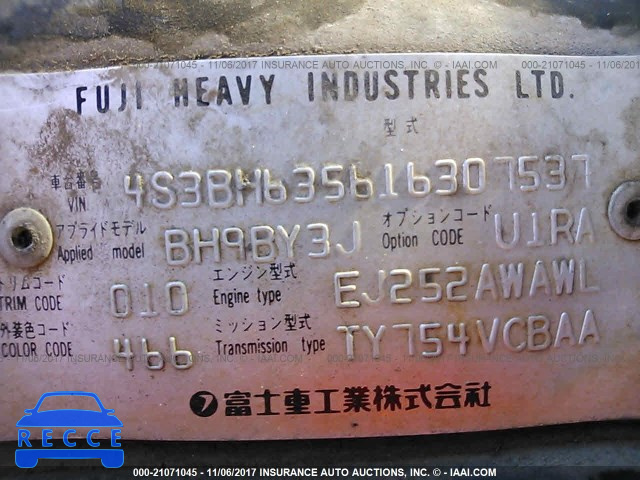 000-21071045 - 11/06/2017 - INSURANCE AUTO AUCTIONS, INC. - © IAAI.COM
FUJI HEAVY INDUSTRIES LTD.
型式
車台番号 VIN 4S3BH635616307537
アプライドモデル オプションコード
Applied model BH9BY3J Option CODE U1RA
トリムコード エンジン型式
TRIM CODE 010 Engine type EJ252AWAWL
外装色コード ミッション型式
COLOR CODE 466 Transmission type TY754VCBAA
富士重工業株式会社
RECCE
000-21071045 - 11/06/2017 - INSURANCE AUTO AUCTIONS, INC. - © IAAI.COM